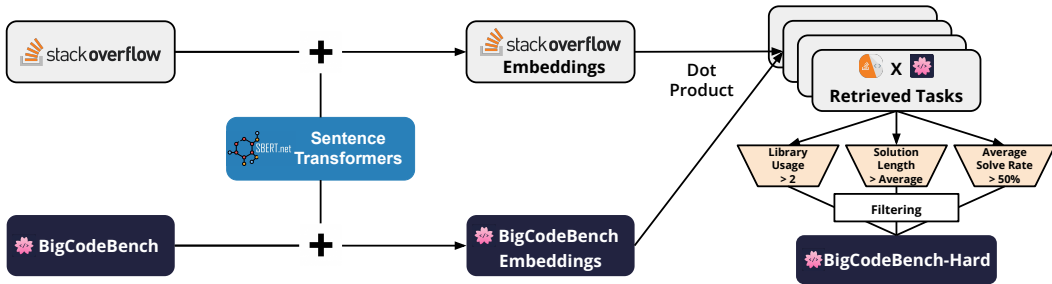 stackoverflow
+
stackoverflow
Embeddings
Dot
Product
X
Retrieved Tasks
SBERT.net
Sentence
Transformers
Library
Usage
> 2
Solution
Length
> Average
Average
Solve Rate
> 50%
Filtering
BigCodeBench
+
BigCodeBench
Embeddings
BigCodeBench-Hard